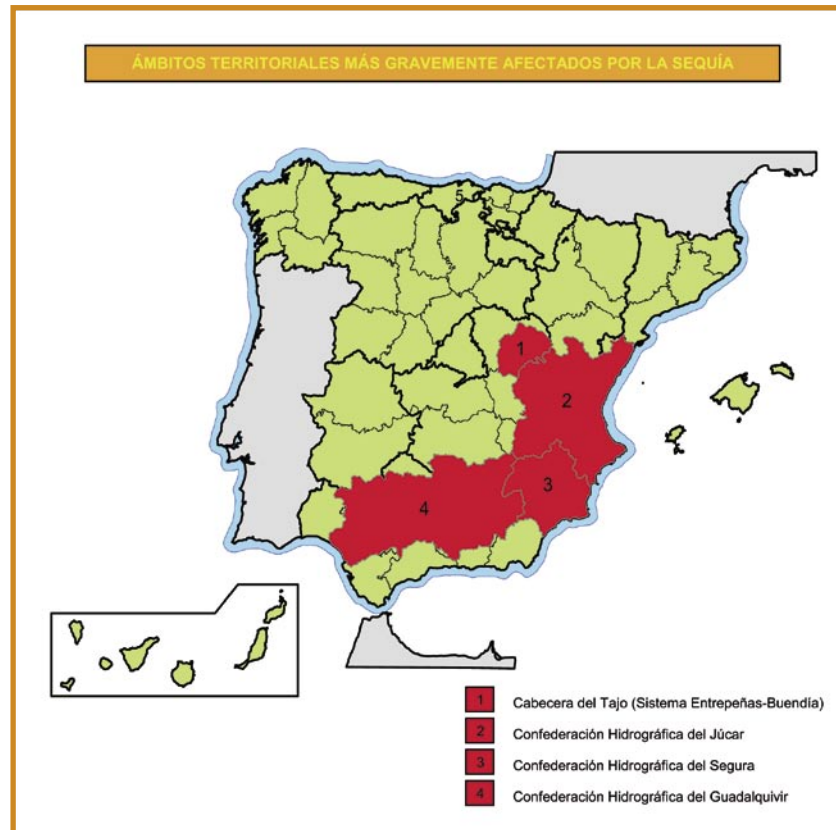 ÁMBITOS TERRITORIALES MÁS GRAVEMENTE AFECTADOS POR LA SEQUÍA
5
1
2
3
4
1 Cabecera del Tajo (Sistema Entrepeñas-Buendía)
2 Confederación Hidrográfica del Júcar
3 Confederación Hidrográfica del Segura
4 Confederación Hidrográfica del Guadalquivir